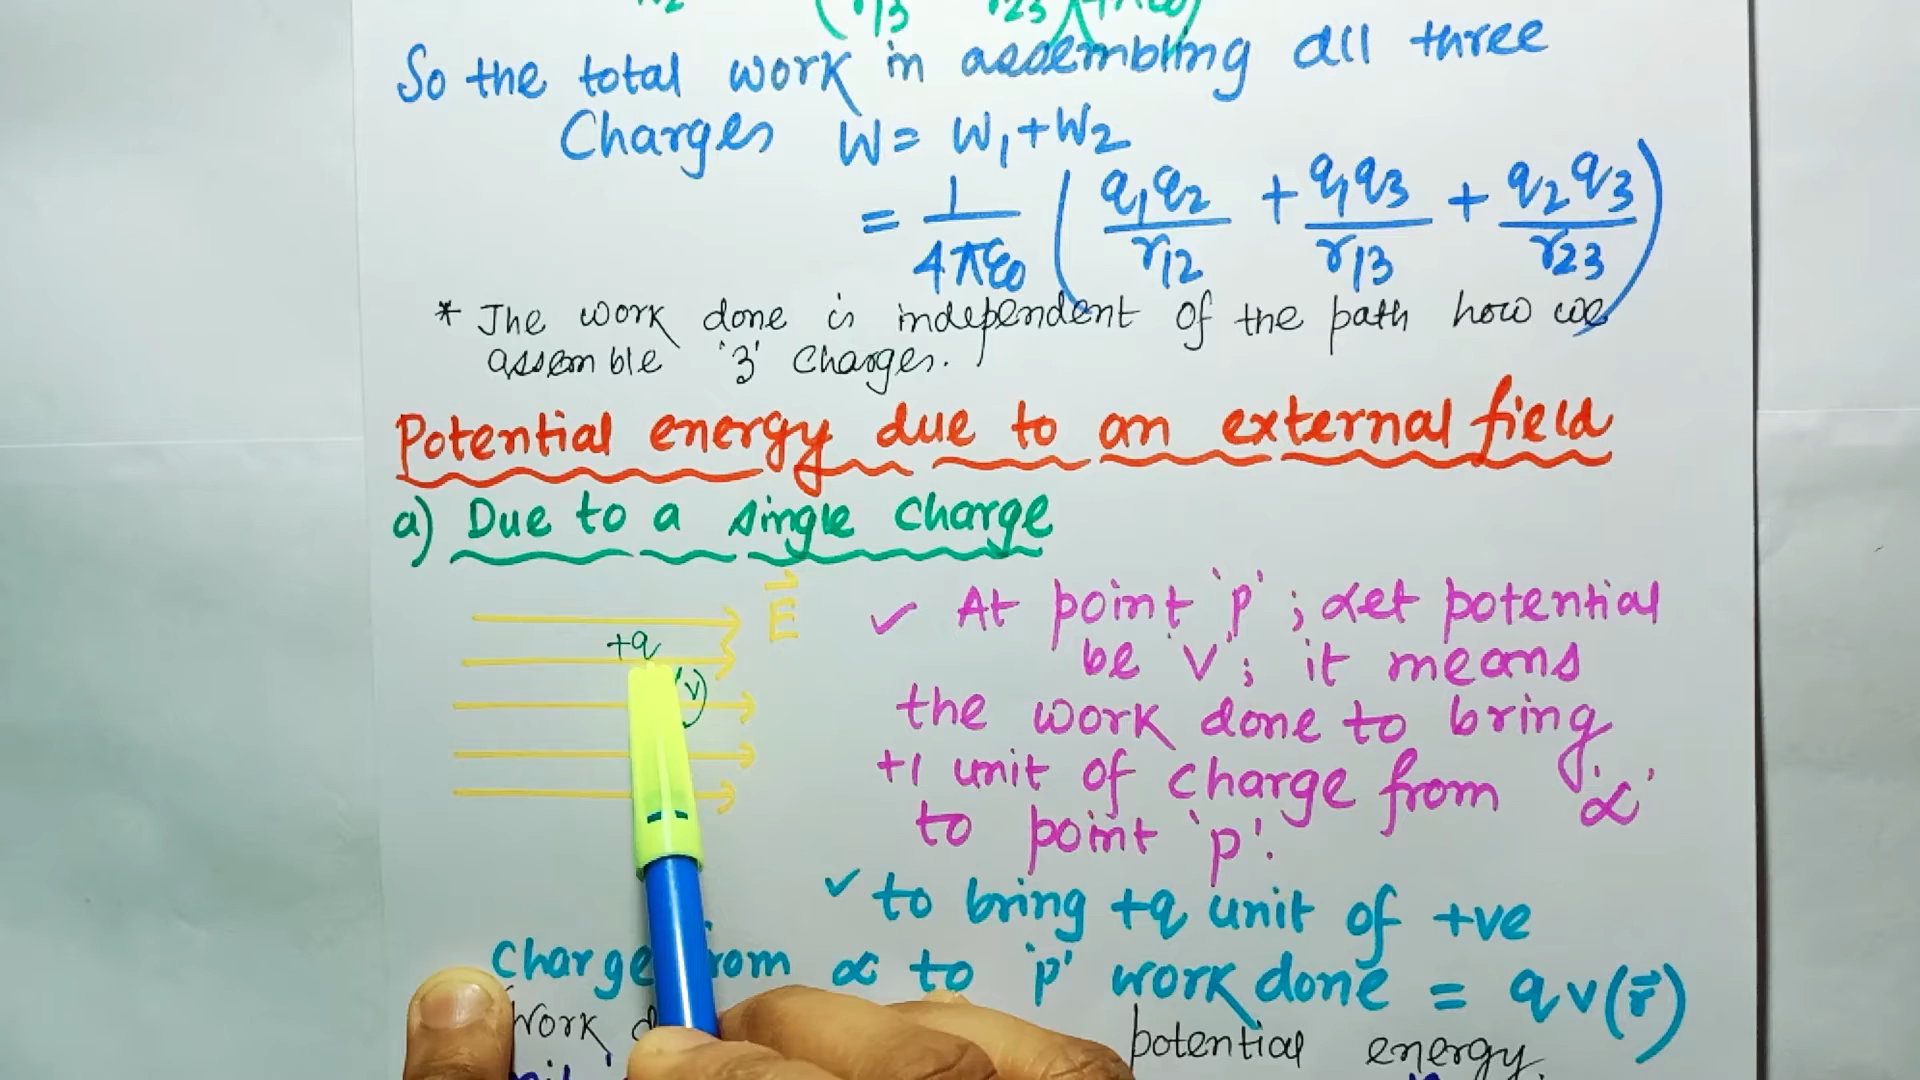 So the total work in assembling all three
Charges W = W₁ + W₂
= 1/4πε₀ ( q₁q₂/r₁₂ + q₁q₃/r₁₃ + q₂q₃/r₂₃ )
* The work done is independent of the path how we
assemble '3' Charges.
Potential energy due to an external field
a) Due to a single Charge
E⃗
+q
(v)
✓ At point 'p' ; Let potential
be 'V' ; it means
the work done to bring
+1 unit of charge from 'α'
to point 'p'.
✓ to bring +q unit of +ve
Charge from α to 'p' work done = qv(r⃗)
Work
potential energy.